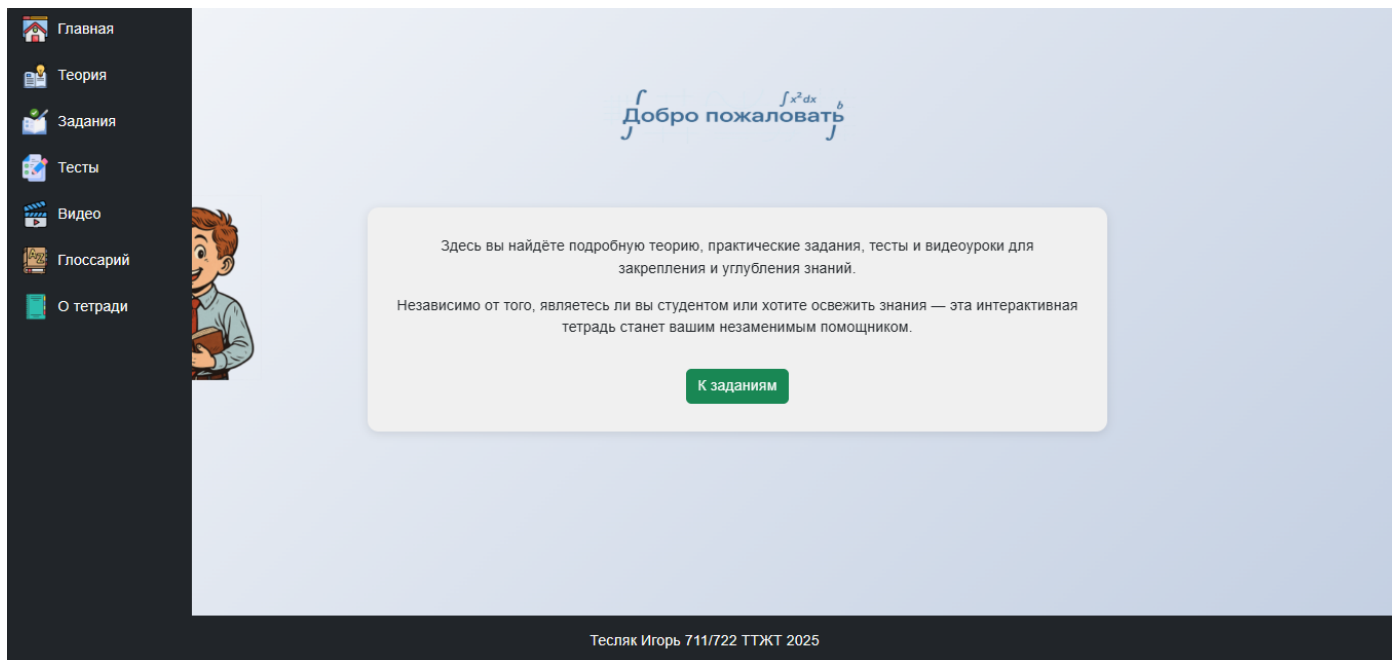 Главная
Теория
Задания
Тесты
Видео
Глоссарий
О тетради
∫x²dx
Добро пожаловать
b
Здесь вы найдёте подробную теорию, практические задания, тесты и видеоуроки для
закрепления и углубления знаний.
Независимо от того, являетесь ли вы студентом или хотите освежить знания — эта интерактивная
тетрадь станет вашим незаменимым помощником.
К заданиям
Тесляк Игорь 711/722 ТТЖТ 2025